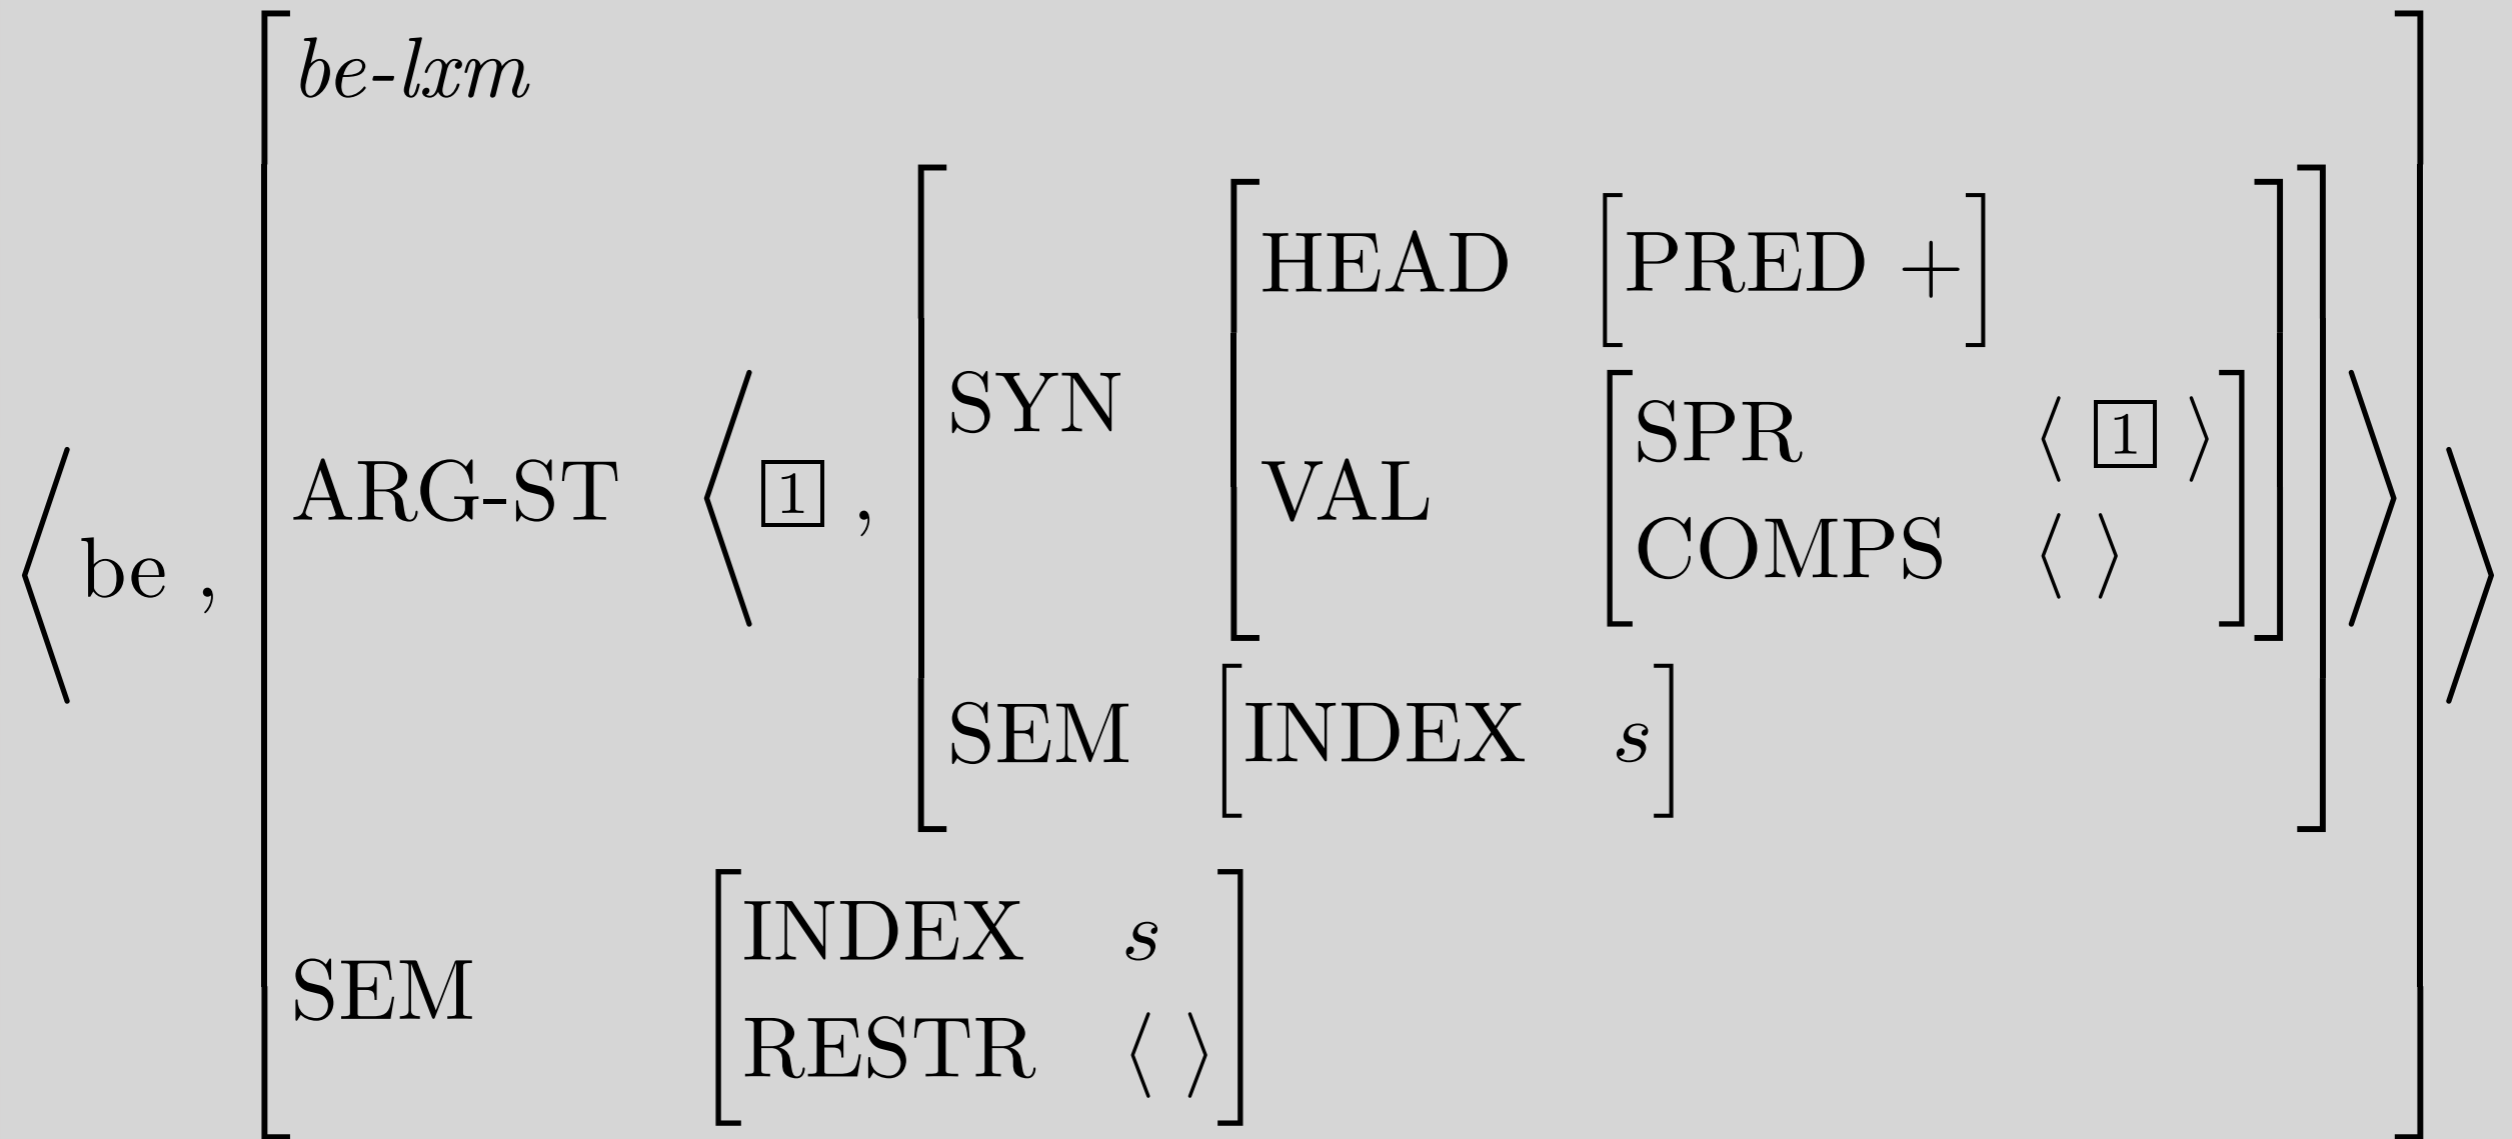 be-lxm
HEAD [PRED +]
SYN
SPR ⟨ 1 ⟩
ARG-ST ⟨ 1 ,
VAL
COMPS ⟨ ⟩
⟨ be ,
SEM [INDEX s]
INDEX s
SEM
RESTR ⟨ ⟩